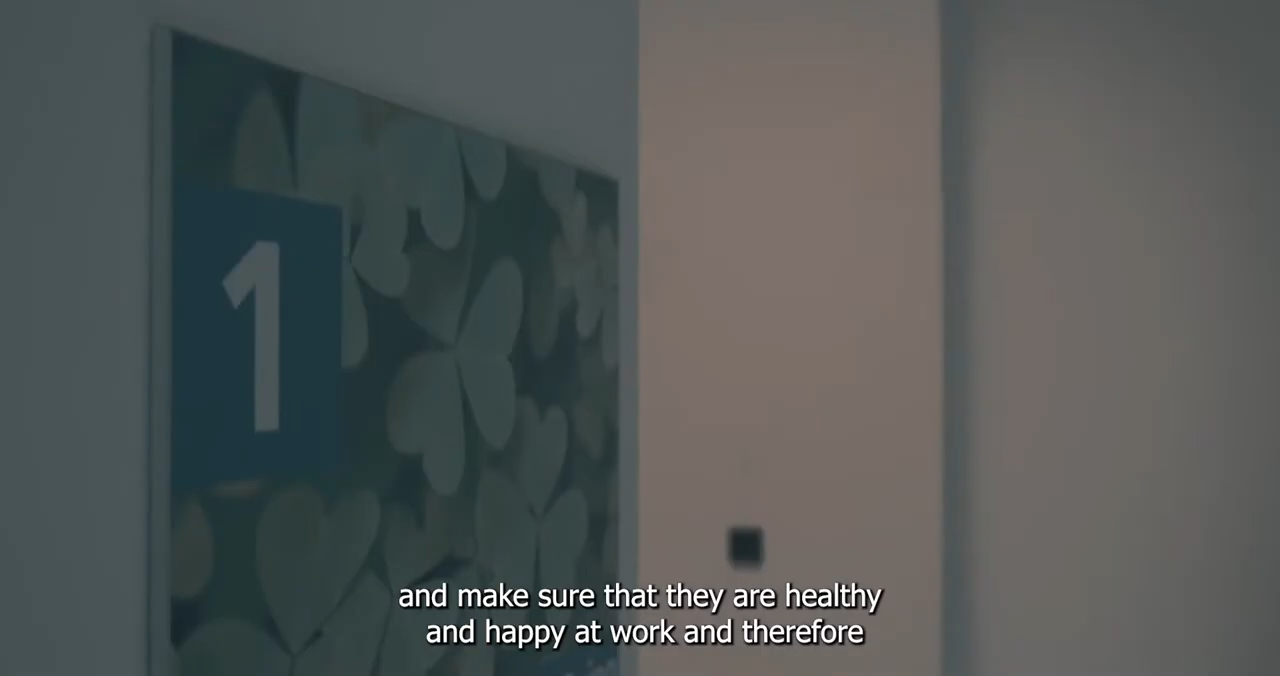 1
and make sure that they are healthy
and happy at work and therefore